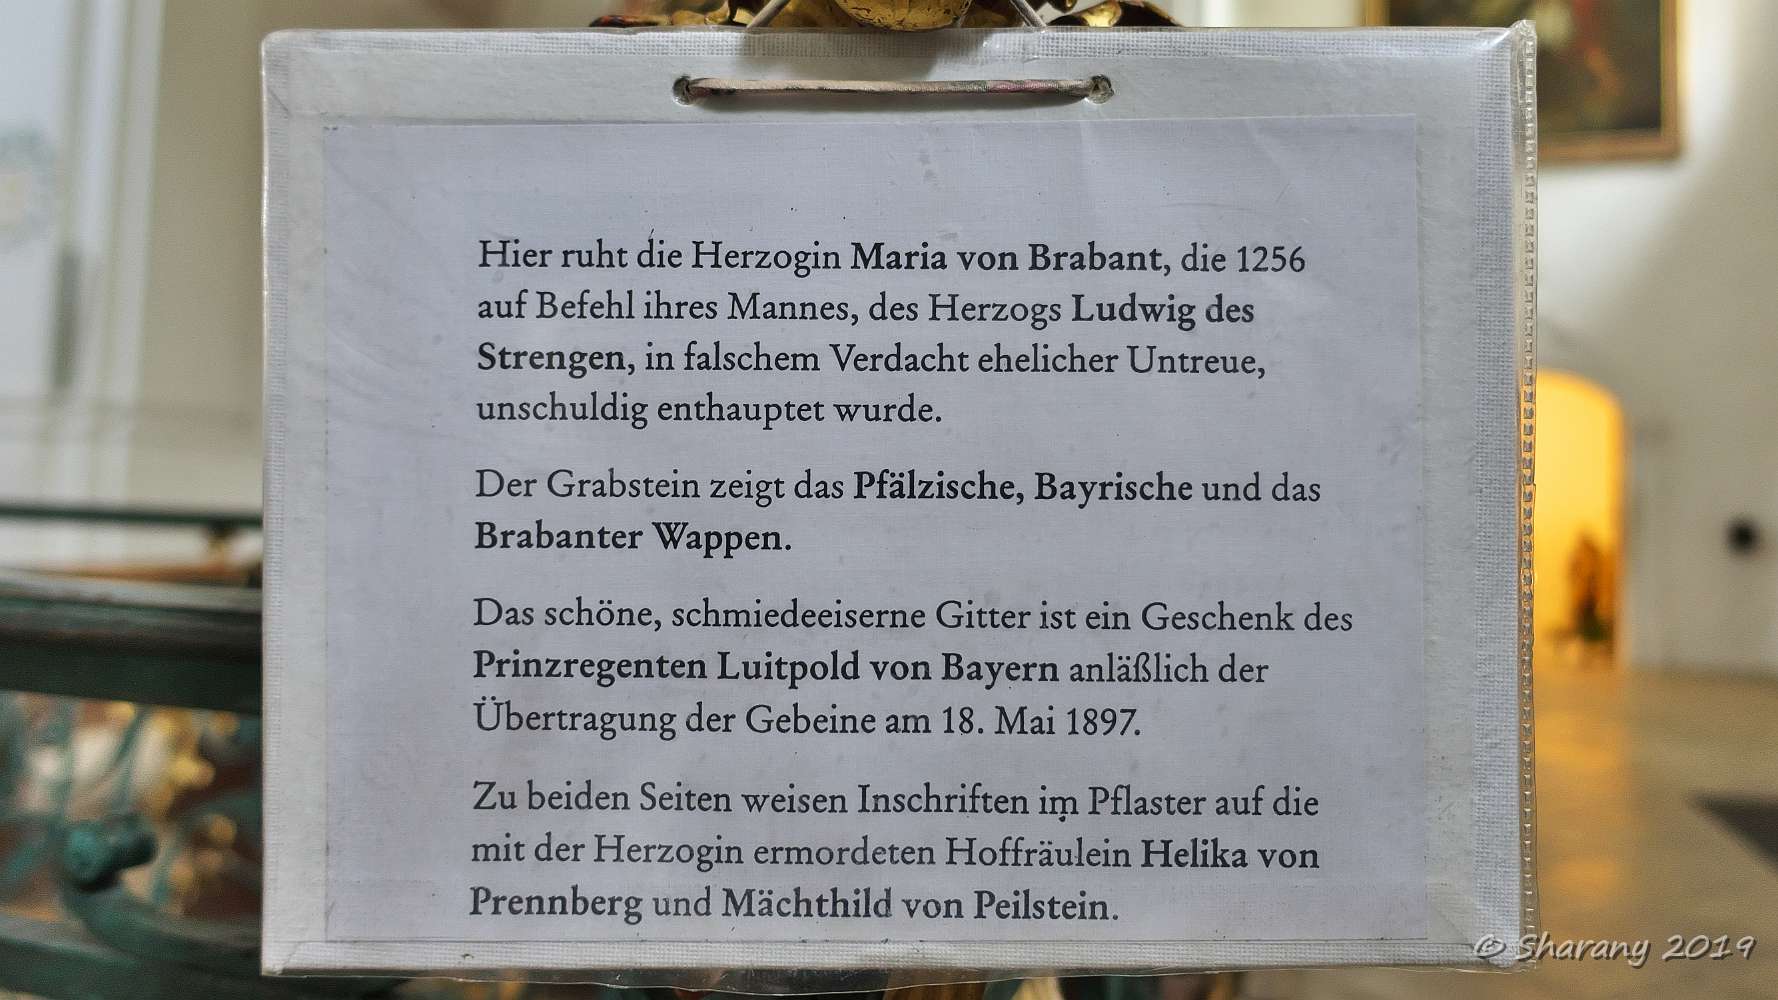 Hier ruht die Herzogin Maria von Brabant, die 1256
auf Befehl ihres Mannes, des Herzogs Ludwig des
Strengen, in falschem Verdacht ehelicher Untreue,
unschuldig enthauptet wurde.
Der Grabstein zeigt das Pfälzische, Bayrische und das
Brabanter Wappen.
Das schöne, schmiedeeiserne Gitter ist ein Geschenk des
Prinzregenten Luitpold von Bayern anläßlich der
Übertragung der Gebeine am 18. Mai 1897.
Zu beiden Seiten weisen Inschriften im Pflaster auf die
mit der Herzogin ermordeten Hoffräulein Helika von
Prennberg und Mächthild von Peilstein.
© Sharany 2019